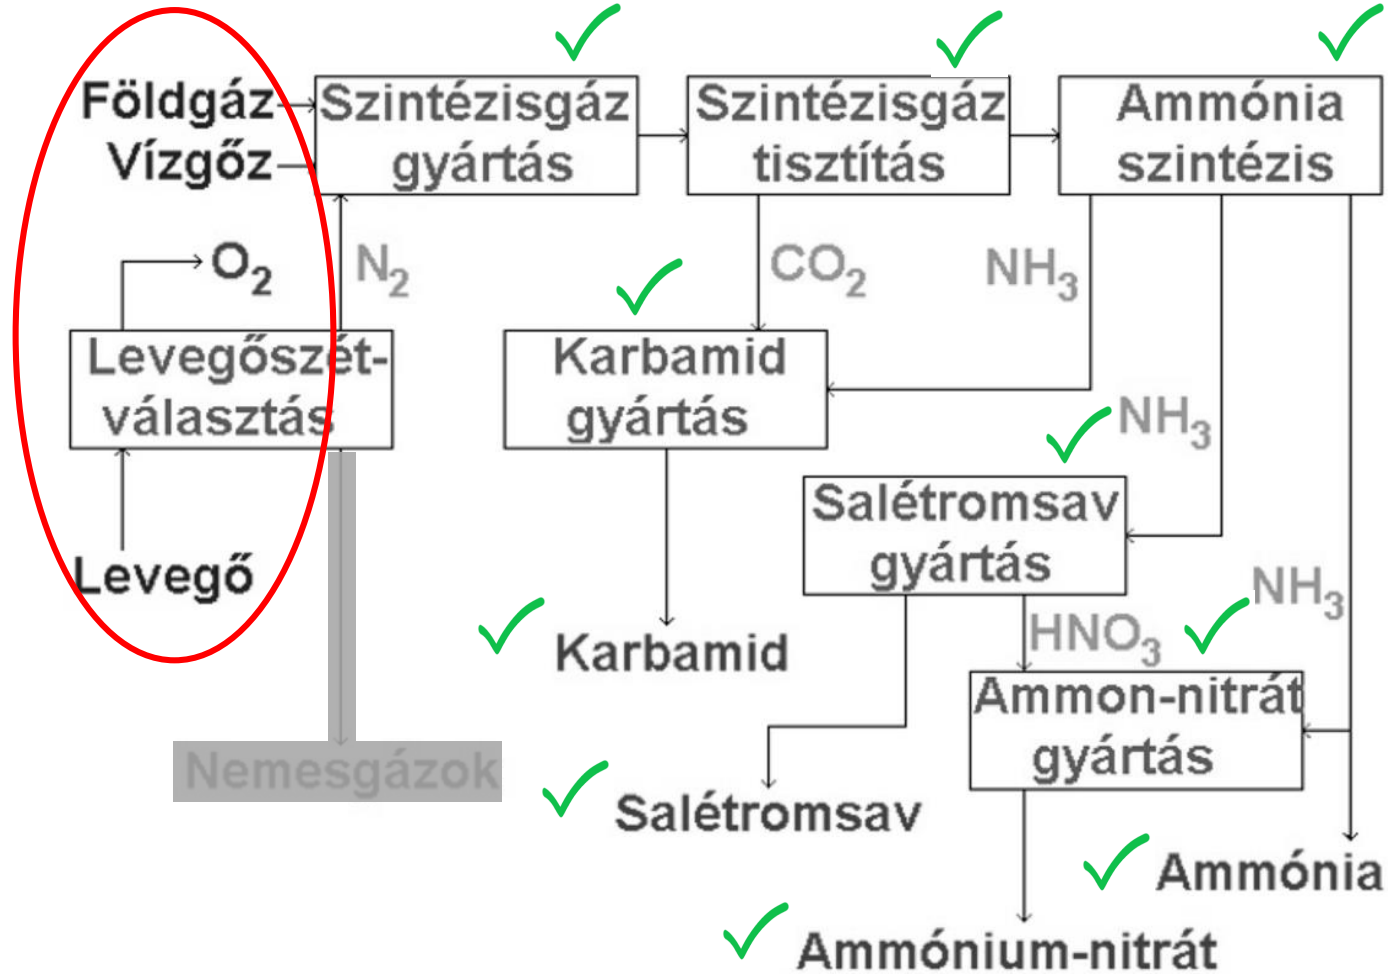 Földgáz
Vízgőz
Szintézisgáz
gyártás
Szintézisgáz
tisztítás
Ammónia
szintézis
O2
N2
CO2
NH3
Levegőszét-
választás
Karbamid
gyártás
NH3
Levegő
Salétromsav
gyártás
NH3
HNO3
Karbamid
Ammon-nitrát
gyártás
Nemesgázok
Salétromsav
Ammónia
Ammónium-nitrát